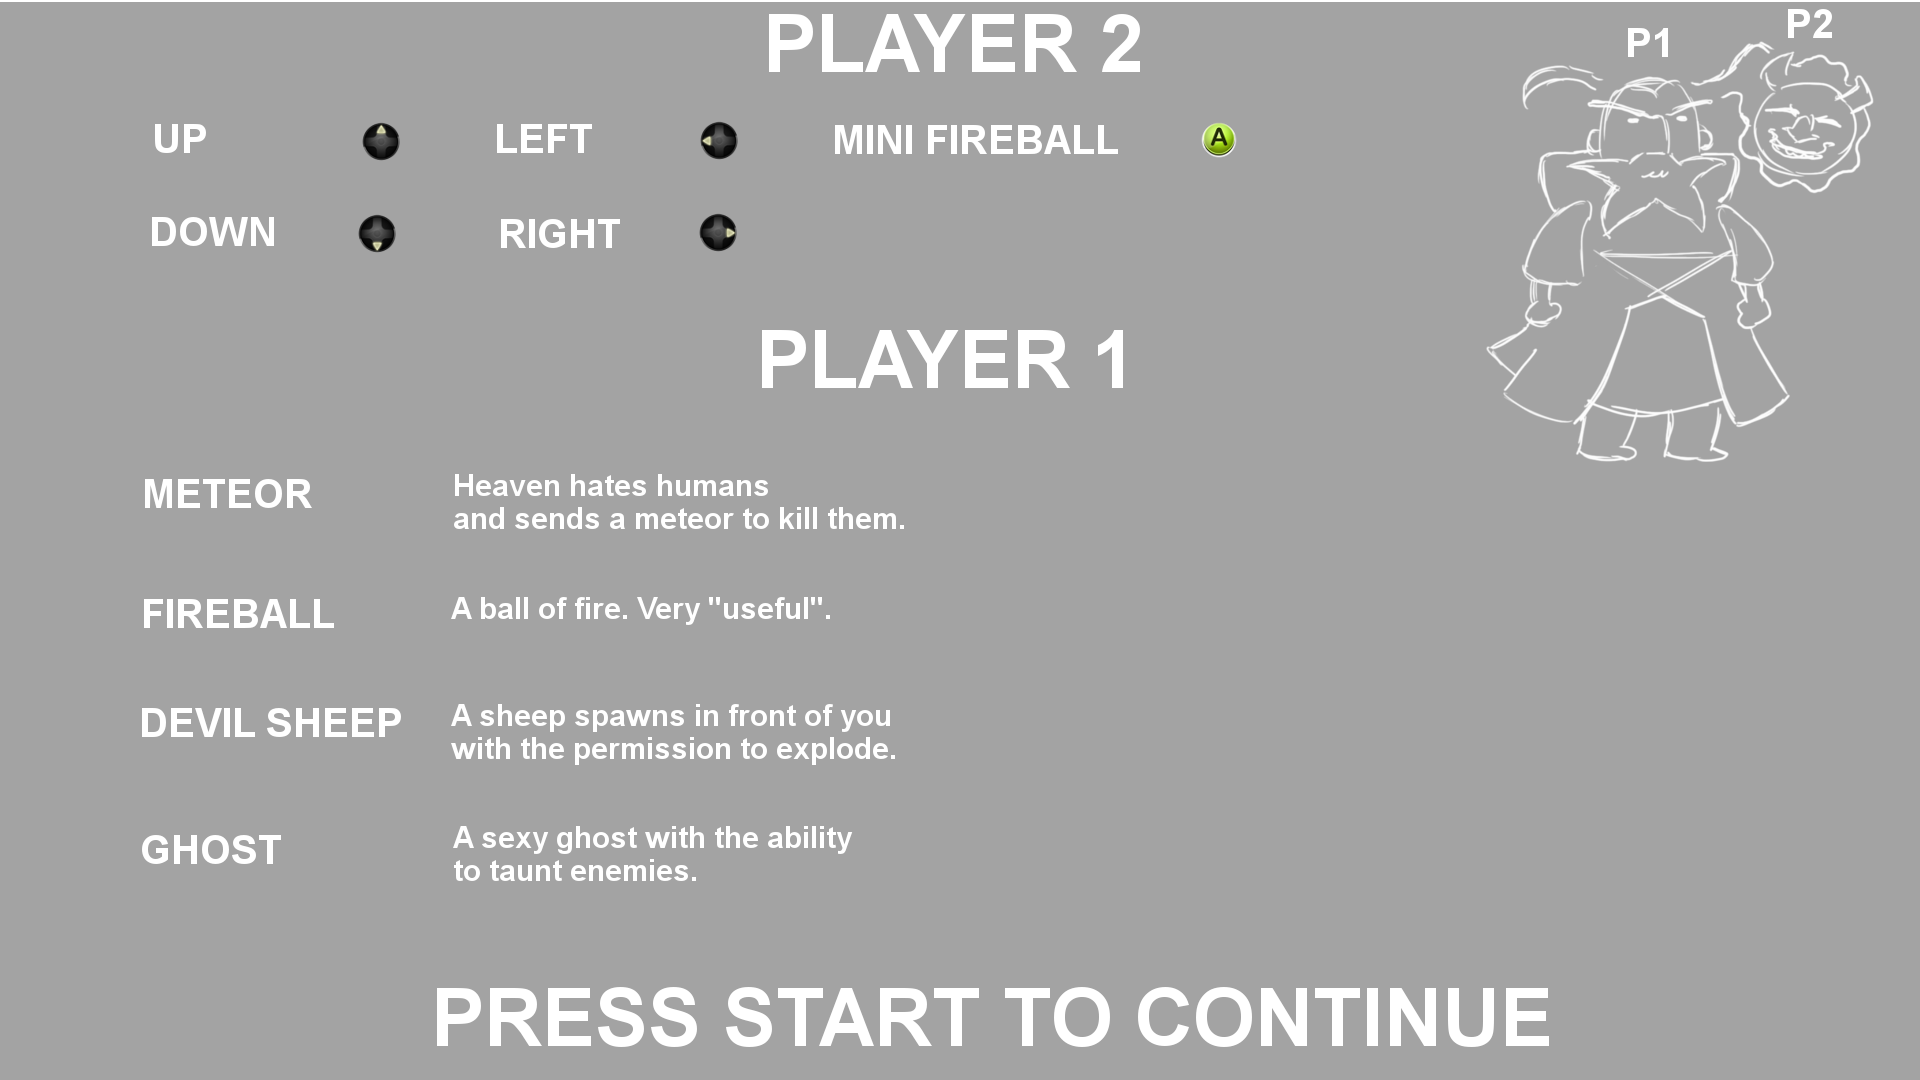 PLAYER 2
P1
P2
UP
LEFT
MINI FIREBALL
A
DOWN
RIGHT
PLAYER 1
METEOR
Heaven hates humans
and sends a meteor to kill them.
FIREBALL
A ball of fire. Very "useful".
DEVIL SHEEP
A sheep spawns in front of you
with the permission to explode.
GHOST
A sexy ghost with the ability
to taunt enemies.
PRESS START TO CONTINUE